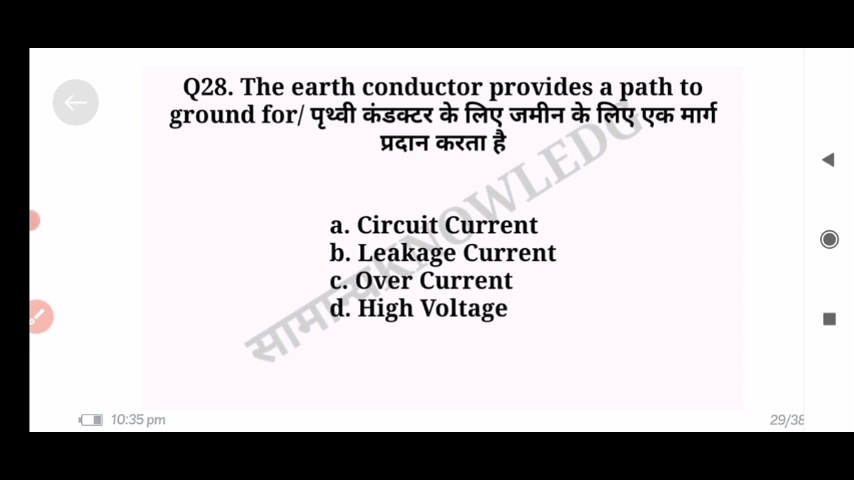 Q28. The earth conductor provides a path to
ground for/ पृथ्वी कंडक्टर के लिए जमीन के लिए एक मार्ग
प्रदान करता है
a. Circuit Current
b. Leakage Current
c. Over Current
d. High Voltage
सामान्यKNOWLEDG
10:35 pm
29/38